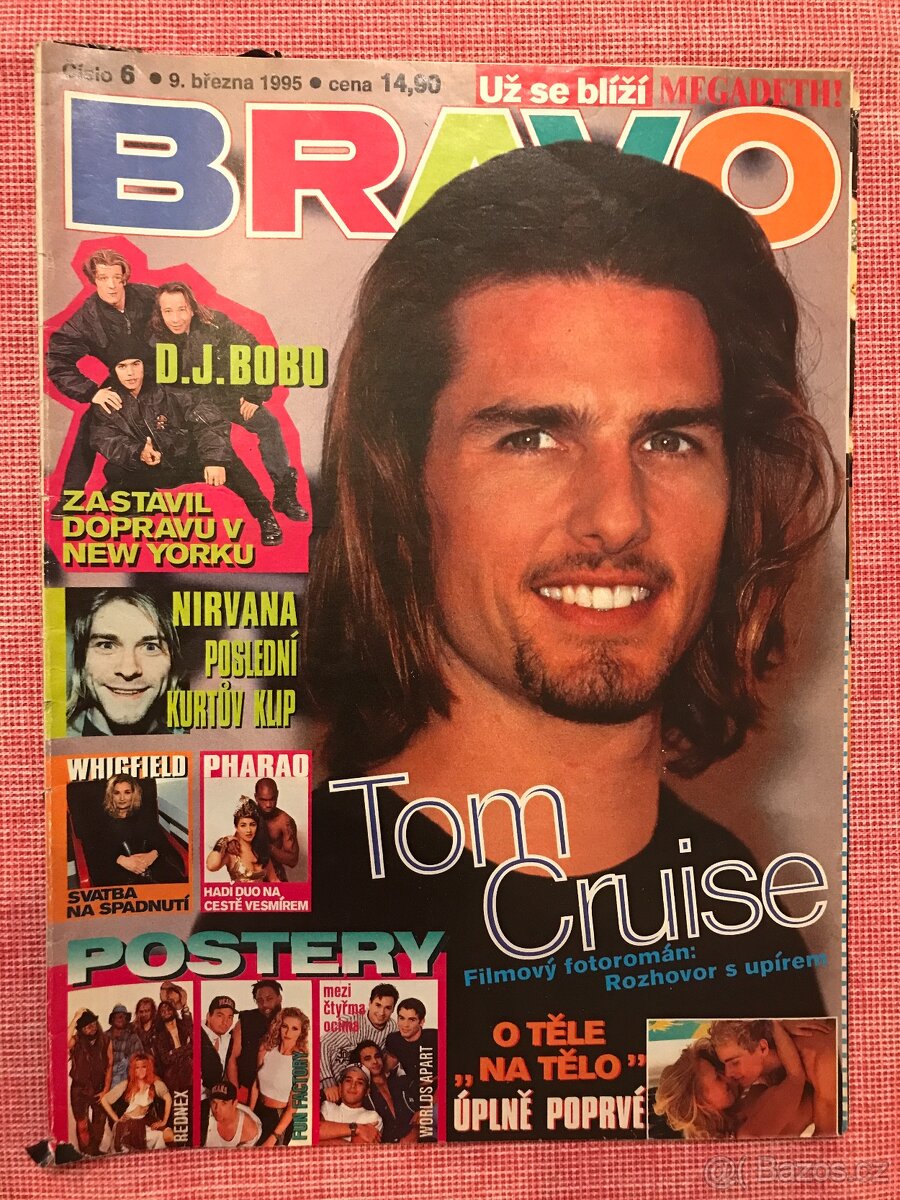 Číslo 6 ● 9. března 1995 ● cena 14,90
Už se blíží MEGADETH!
BRAVO
D.J. BOBO
ZASTAVIL
DOPRAVU V
NEW YORKU
NIRVANA
POSLEDNÍ
KURTŮV KLIP
WHIGFIELD
SVATBA
NA SPADNUTÍ
PHARAO
HADÍ DUO NA
CESTĚ VESMÍREM
Tom
Cruise
Filmový fotoromán:
Rozhovor s upírem
POSTERY
REDNEX
FUN FACTORY
mezi
čtyřma
očima
WORLDS APART
O TĚLE
„NA TĚLO"
ÚPLNĚ POPRVÉ
Bazos.cz